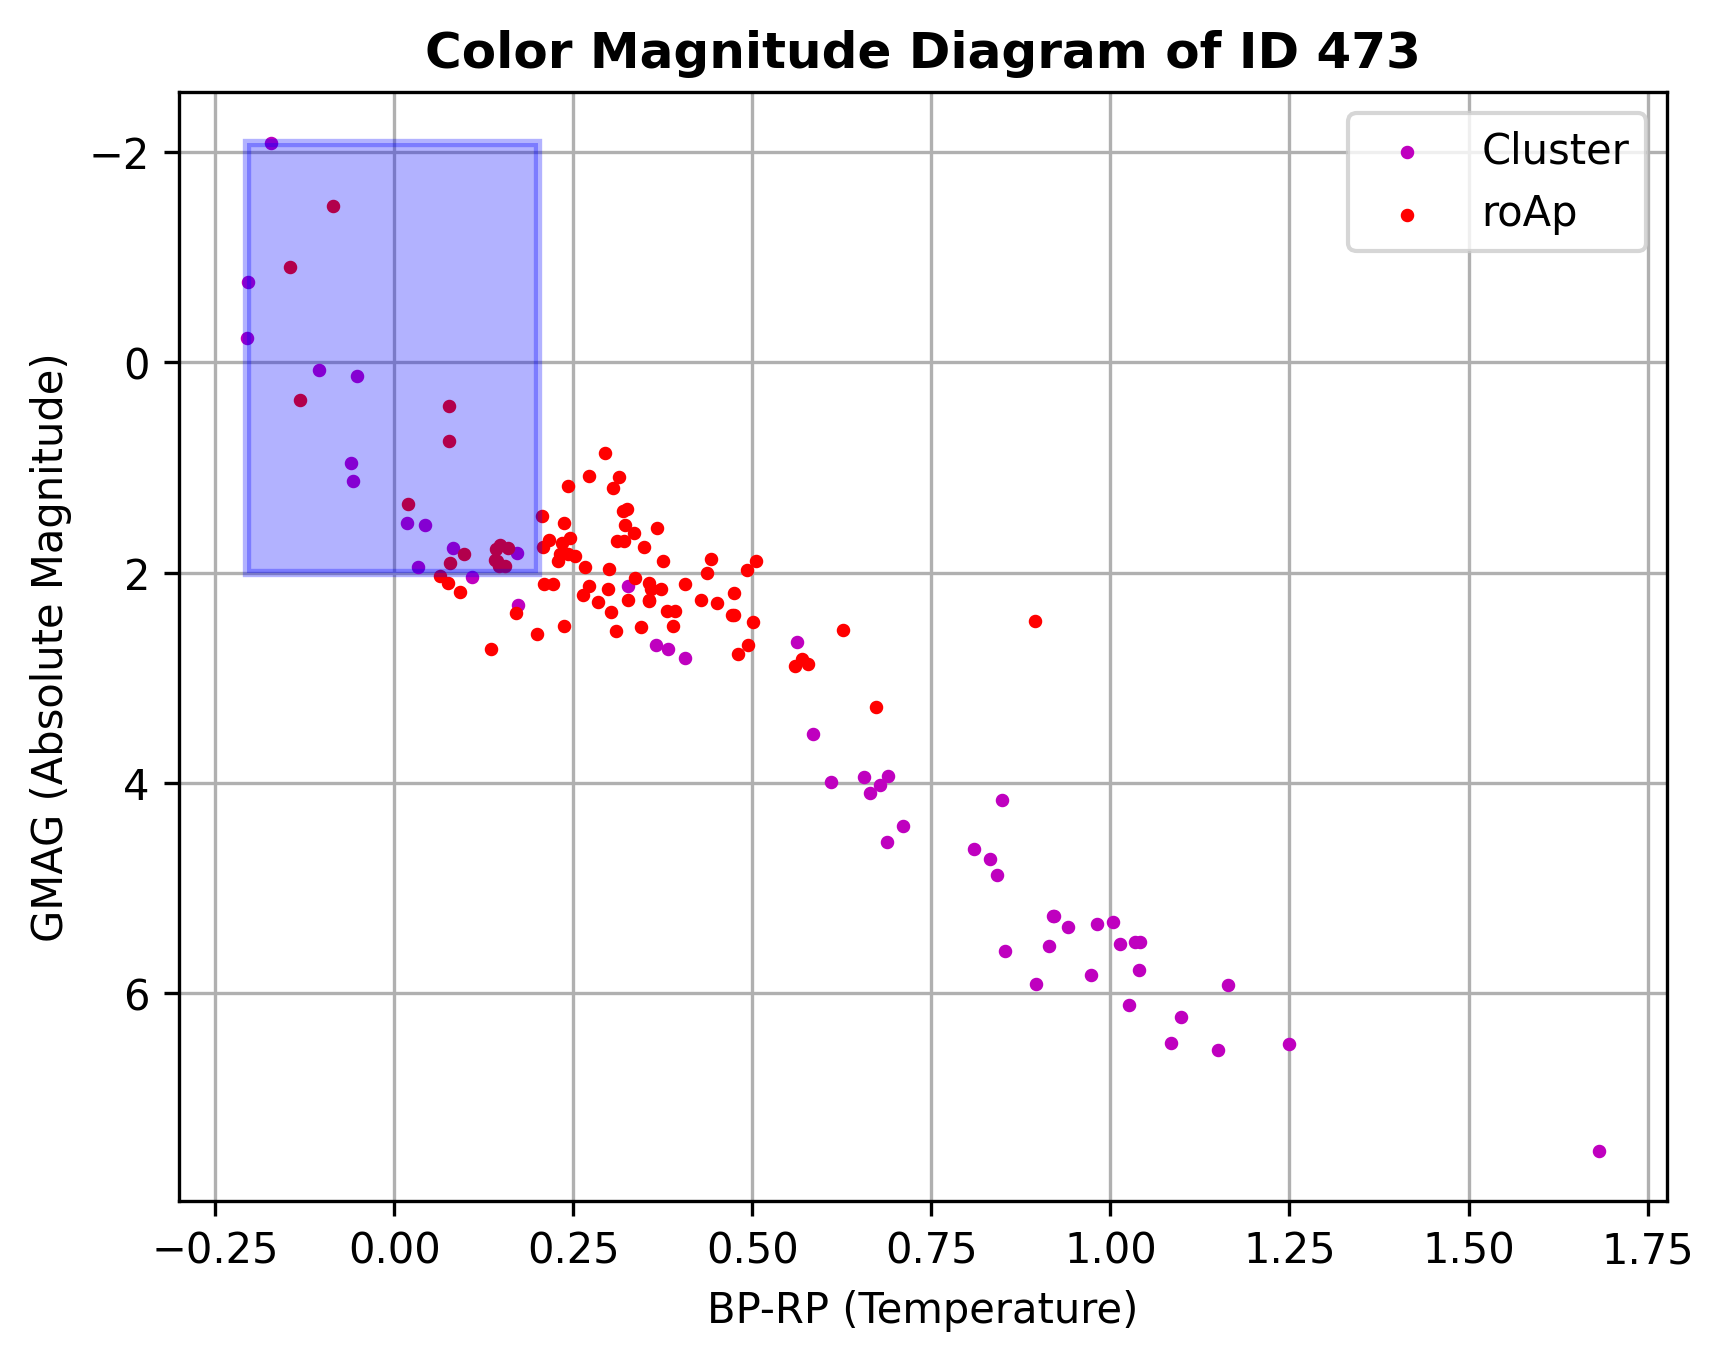 Color Magnitude Diagram of ID 473
Cluster
roAp
GMAG (Absolute Magnitude)
−2
0
2
4
6
−0.25 0.00 0.25 0.50 0.75 1.00 1.25 1.50 1.75
BP-RP (Temperature)